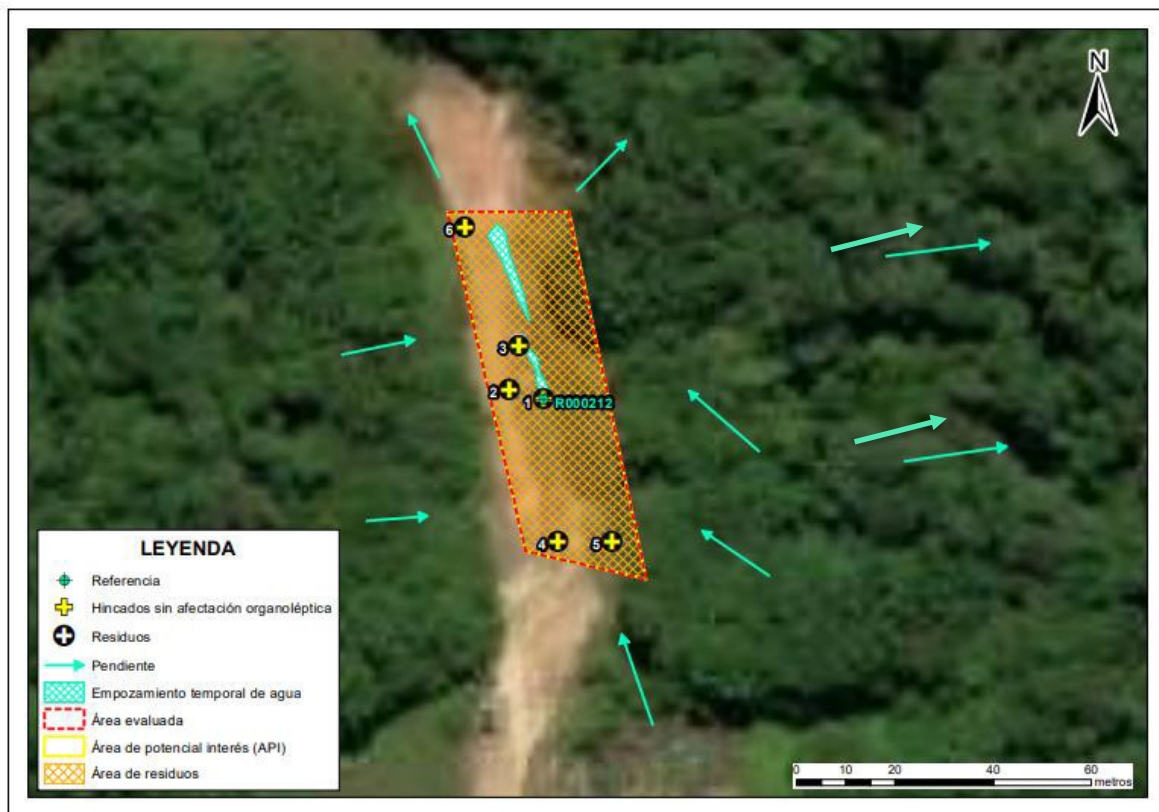 N
6
3
2
1 R000212
4
5
LEYENDA
Referencia
Hincados sin afectación organoléptica
Residuos
Pendiente
Empozamiento temporal de agua
Área evaluada
Área de potencial interés (API)
Área de residuos
0 10 20 40 60
metros